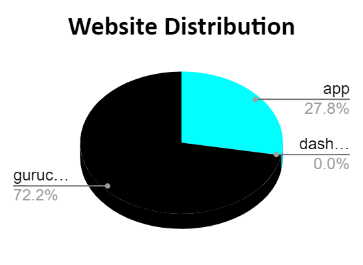 Website Distribution
app
27.8%
dash…
0.0%
guruc…
72.2%